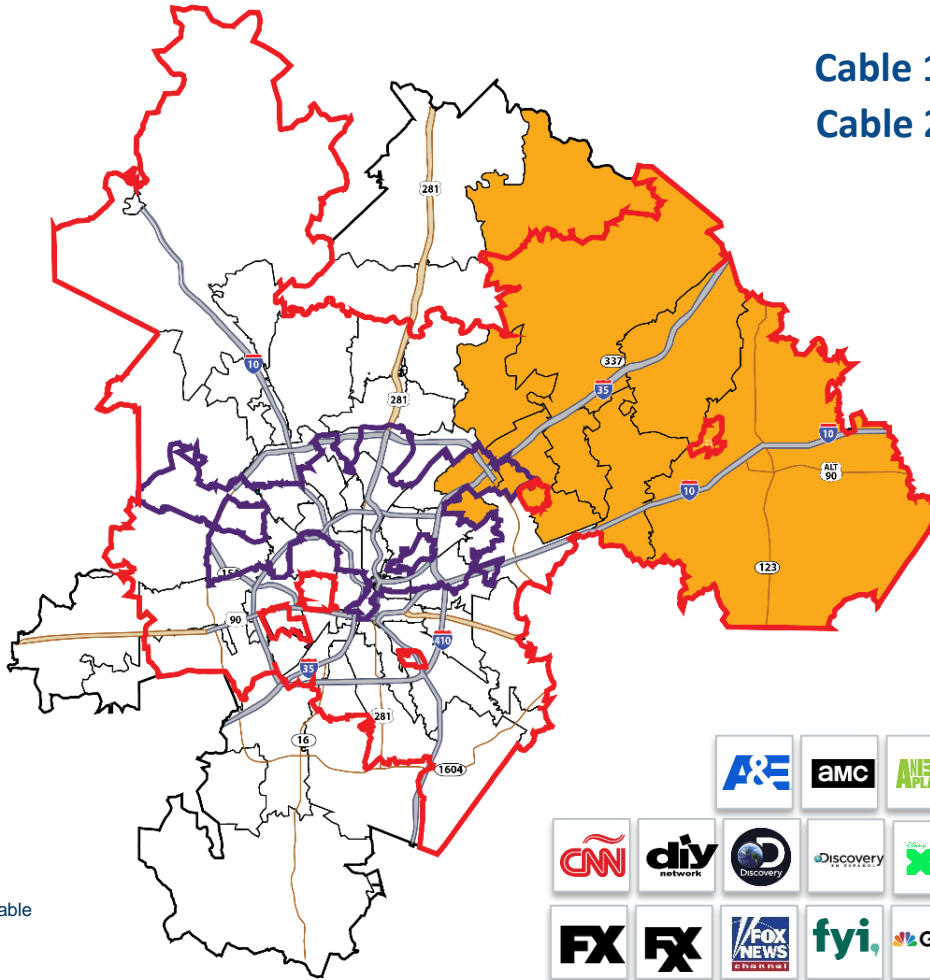 Cable 1
Cable 2
281
10
281
337
35
10
ALT
90
10
123
90
410
35
281
16
1604
A&E
aMC
CNN
diy
network
Discovery
Discovery
EN ESPAÑOL
Disney
FX
FX
FOX
NEWS
channel
fyi,
G
able